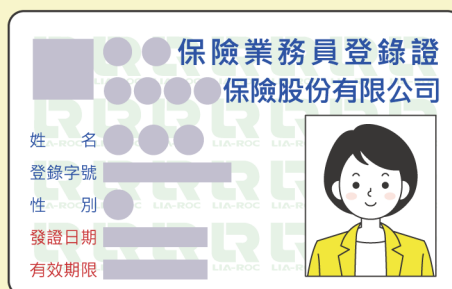 保險業務員登錄證
保險股份有限公司
姓 名
登錄字號
性 別
發證日期
有效期限
LIA-ROC